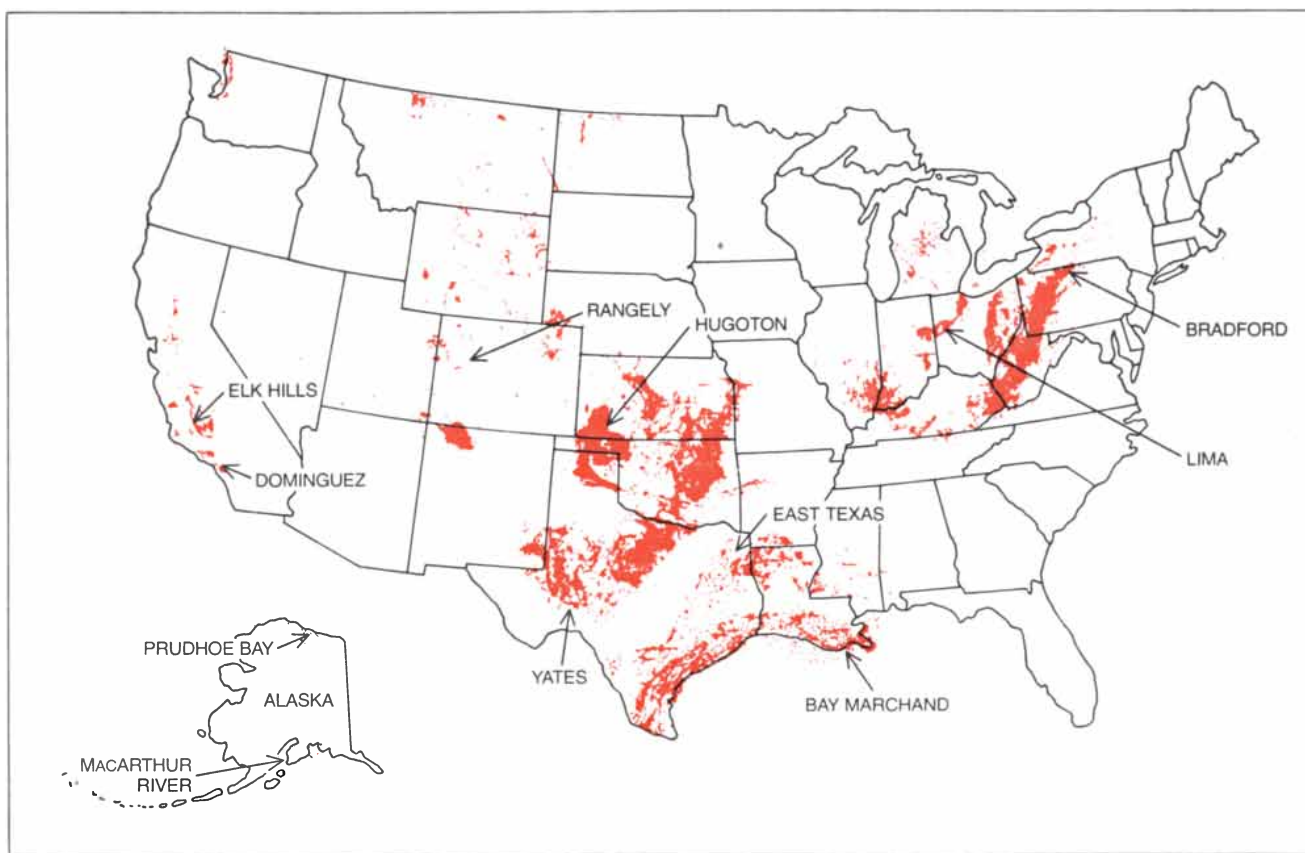 RANGELY
HUGOTON
BRADFORD
ELK HILLS
LIMA
DOMINGUEZ
EAST TEXAS
PRUDHOE BAY
YATES
ALASKA
BAY MARCHAND
MACARTHUR
RIVER